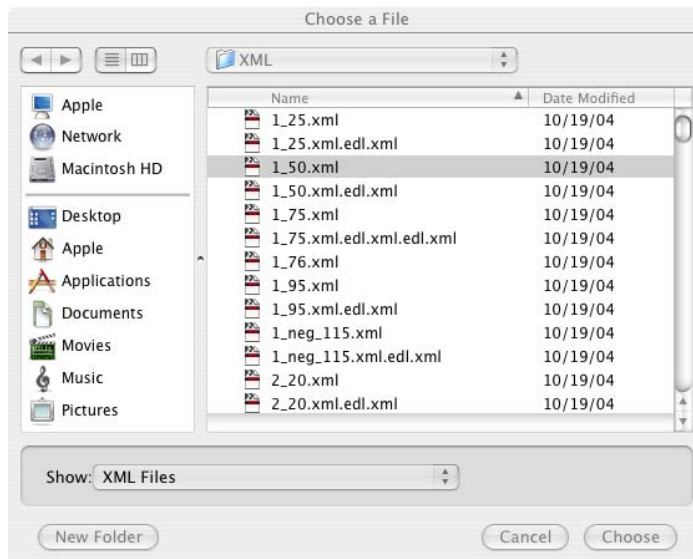 Choose a File
XML
Name Date Modified
Apple
Network
Macintosh HD
Desktop
Apple
Applications
Documents
Movies
Music
Pictures
1_25.xml 10/19/04
1_25.xml.edl.xml 10/19/04
1_50.xml 10/19/04
1_50.xml.edl.xml 10/19/04
1_75.xml 10/19/04
1_75.xml.edl.xml.edl.xml 10/19/04
1_76.xml 10/19/04
1_95.xml 10/19/04
1_95.xml.edl.xml 10/19/04
1_neg_115.xml 10/19/04
1_neg_115.xml.edl.xml 10/19/04
2_20.xml 10/19/04
2_20.xml.edl.xml 10/19/04
Show: XML Files
New Folder Cancel Choose